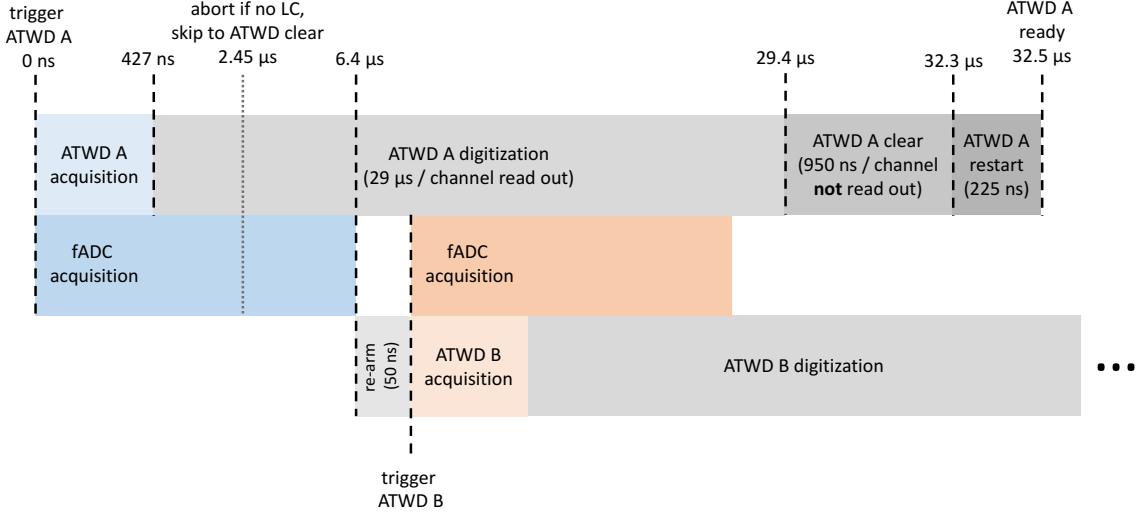 trigger
ATWD A
0 ns
427 ns
abort if no LC,
skip to ATWD clear
2.45 µs
6.4 µs
29.4 µs
32.3 µs
ATWD A
ready
32.5 µs
ATWD A
acquisition
ATWD A digitization
(29 µs / channel read out)
ATWD A clear
(950 ns / channel
not read out)
ATWD A
restart
(225 ns)
fADC
acquisition
fADC
acquisition
re-arm
(50 ns)
ATWD B
acquisition
ATWD B digitization
•••
trigger
ATWD B